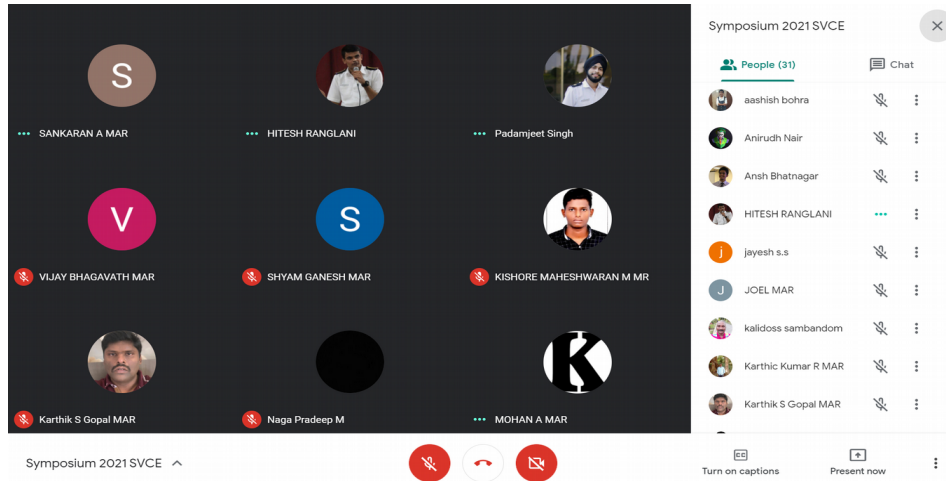 Symposium 2021 SVCE
People (31)
Chat
S
SANKARAN A MAR
HITESH RANGLANI
Padamjeet Singh
V
VIJAY BHAGAVATH MAR
S
SHYAM GANESH MAR
KISHORE MAHESHWARAN M MR
Karthik S Gopal MAR
Naga Pradeep M
K
MOHAN A MAR
aashish bohra
Anirudh Nair
Ansh Bhatnagar
HITESH RANGLANI
j
jayesh s.s
J
JOEL MAR
kalidoss sambandom
Karthic Kumar R MAR
Karthik S Gopal MAR
Symposium 2021 SVCE
CC
Turn on captions
Present now